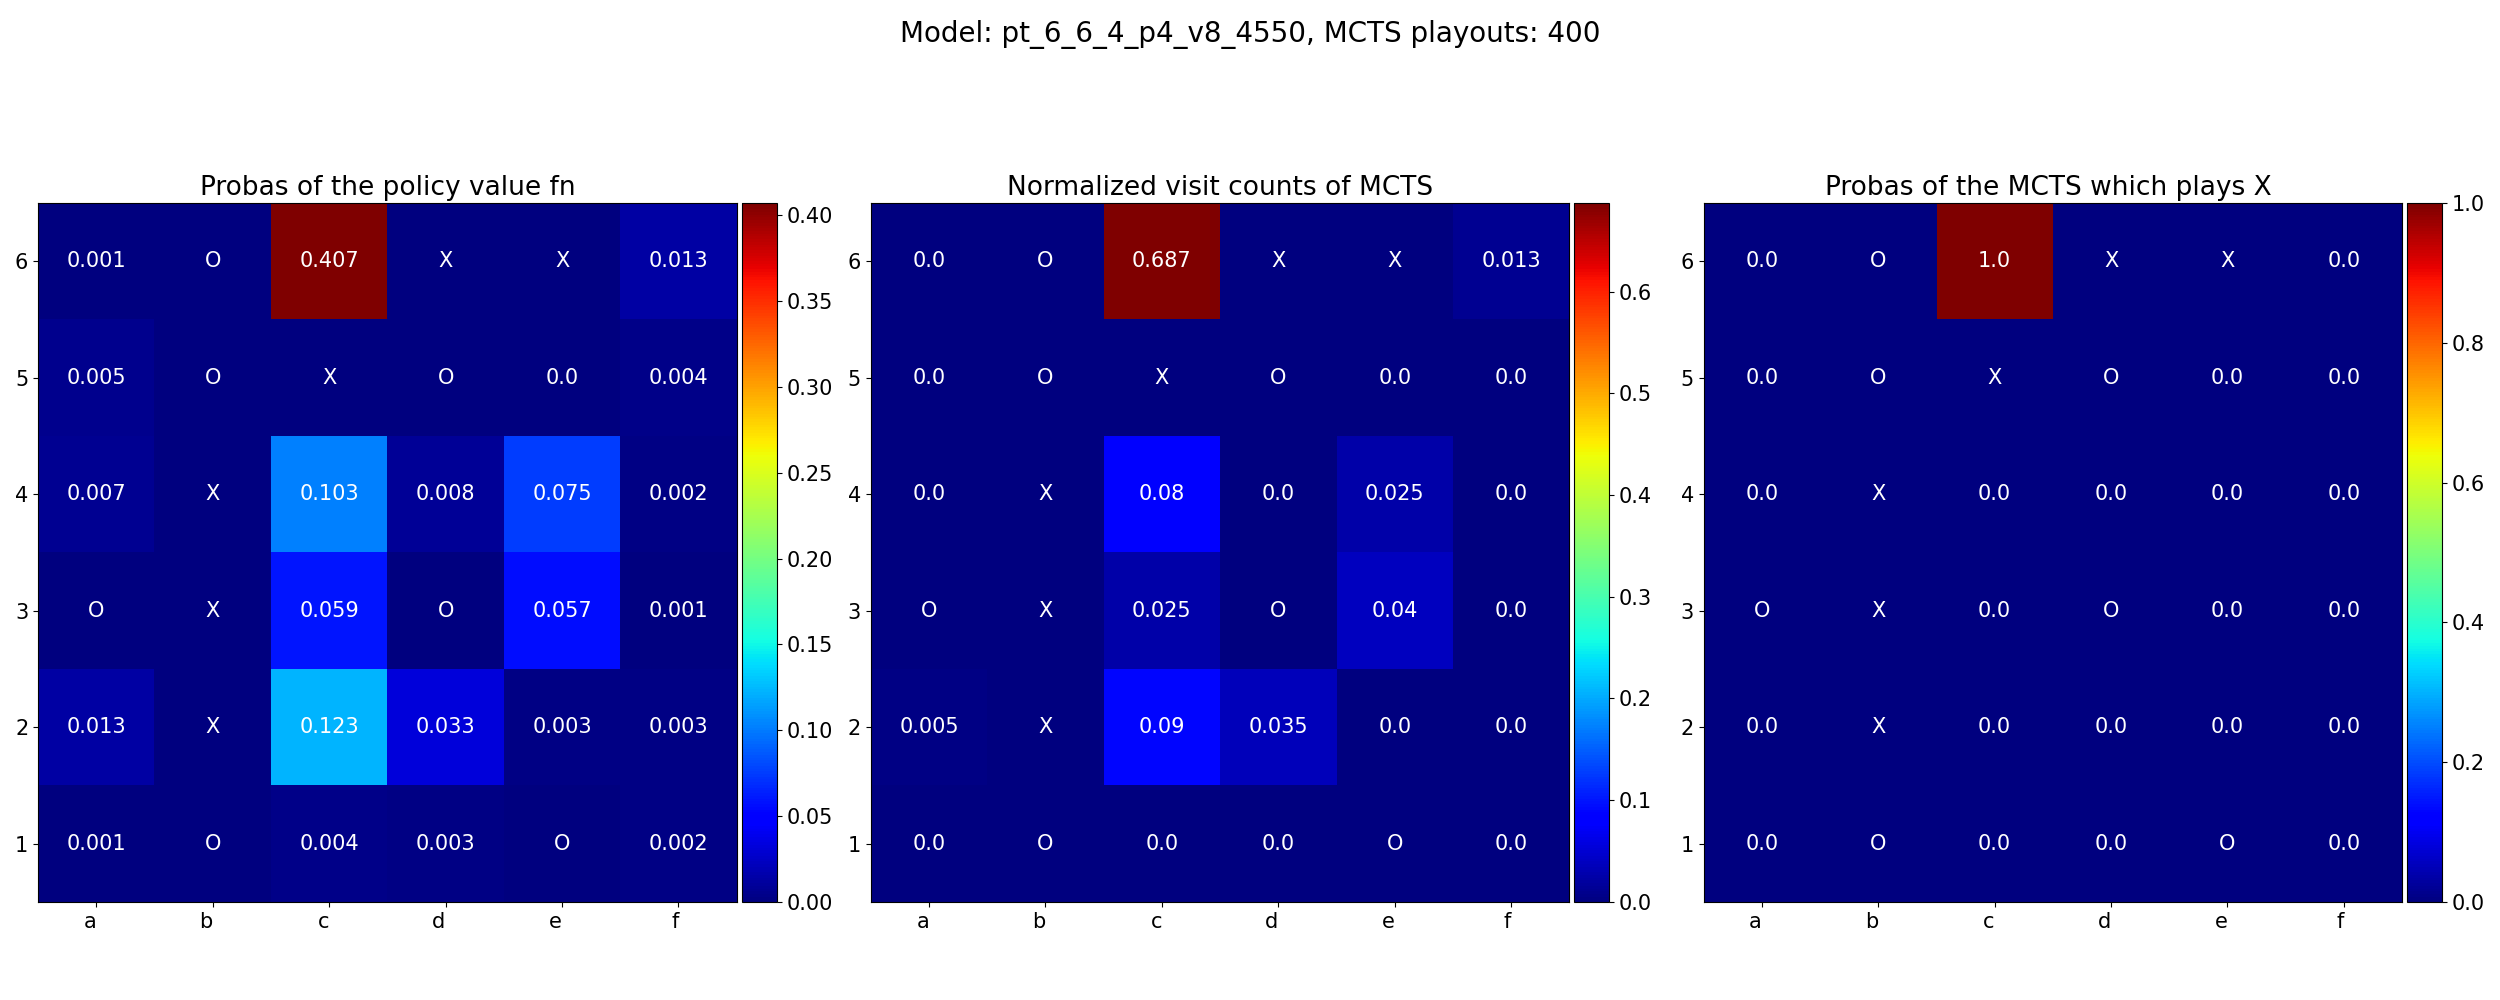 Model: pt_6_6_4_p4_v8_4550, MCTS playouts: 400
Probas of the policy value fn
6 0.001 O 0.407 X X 0.013
5 0.005 O X O 0.0 0.004
4 0.007 X 0.103 0.008 0.075 0.002
3 O X 0.059 O 0.057 0.001
2 0.013 X 0.123 0.033 0.003 0.003
1 0.001 O 0.004 0.003 O 0.002
a b c d e f
0.40
0.35
0.30
0.25
0.20
0.15
0.10
0.05
0.00
Normalized visit counts of MCTS
6 0.0 O 0.687 X X 0.013
5 0.0 O X O 0.0 0.0
4 0.0 X 0.08 0.0 0.025 0.0
3 O X 0.025 O 0.04 0.0
2 0.005 X 0.09 0.035 0.0 0.0
1 0.0 O 0.0 0.0 O 0.0
a b c d e f
0.6
0.5
0.4
0.3
0.2
0.1
0.0
Probas of the MCTS which plays X
6 0.0 O 1.0 X X 0.0
5 0.0 O X O 0.0 0.0
4 0.0 X 0.0 0.0 0.0 0.0
3 O X 0.0 O 0.0 0.0
2 0.0 X 0.0 0.0 0.0 0.0
1 0.0 O 0.0 0.0 O 0.0
a b c d e f
1.0
0.8
0.6
0.4
0.2
0.0